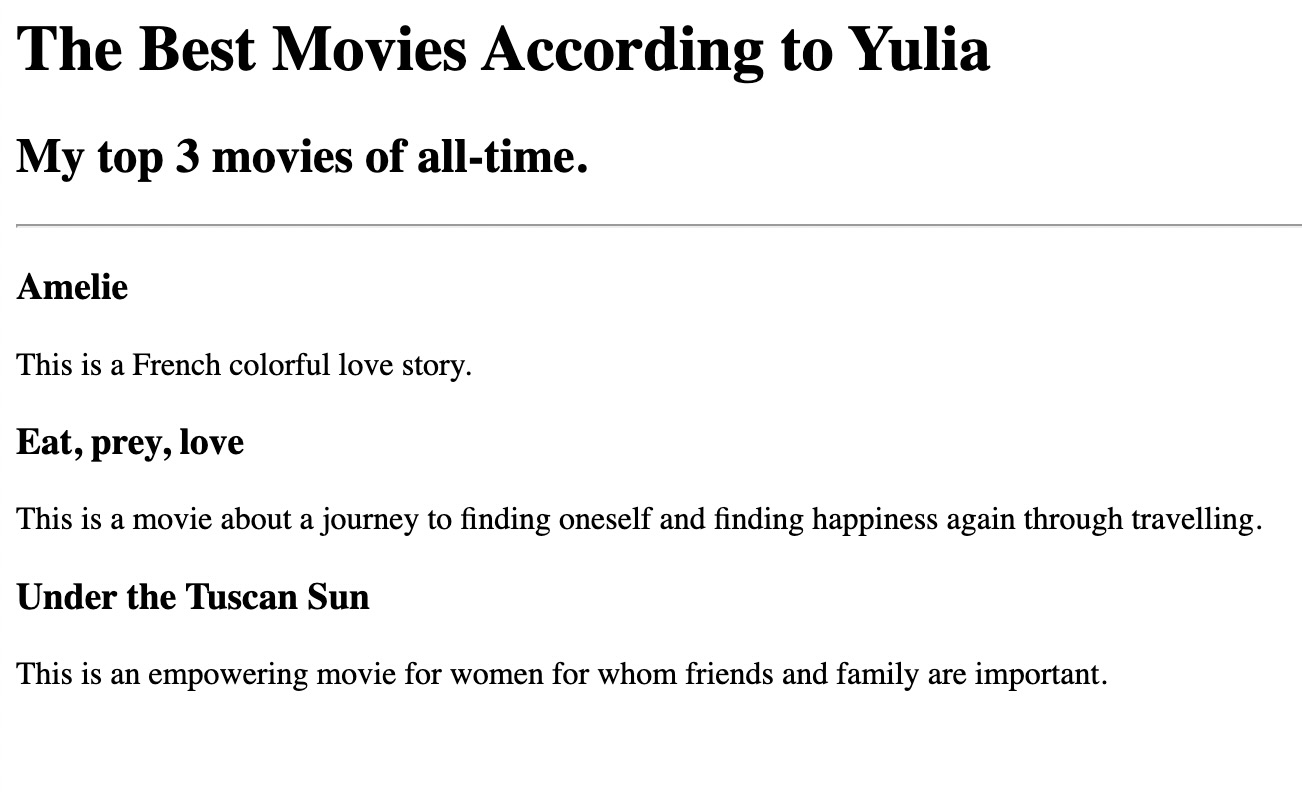 The Best Movies According to Yulia
My top 3 movies of all-time.
Amelie
This is a French colorful love story.
Eat, prey, love
This is a movie about a journey to finding oneself and finding happiness again through travelling.
Under the Tuscan Sun
This is an empowering movie for women for whom friends and family are important.